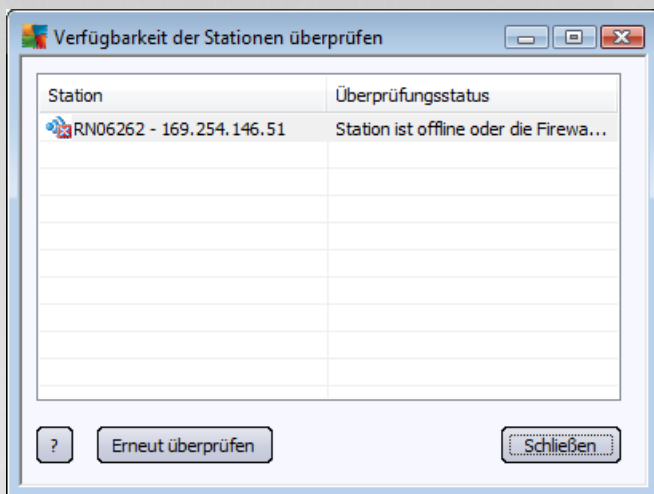 Verfügbarkeit der Stationen überprüfen
Station Überprüfungsstatus
RN06262 - 169.254.146.51 Station ist offline oder die Firewa...
? Erneut überprüfen Schließen